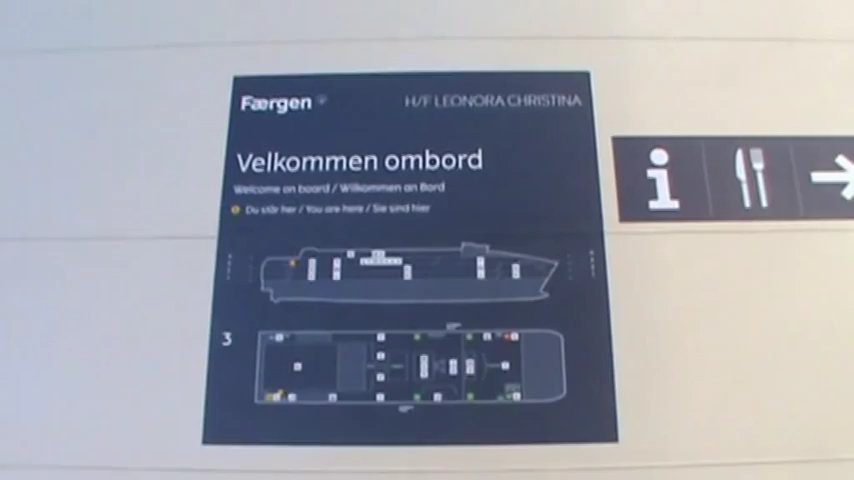 Færgen
H/F LEONORA CHRISTINA
Velkommen ombord
Welcome on board / Willkommen an Bord
Du står her / You are here / Sie sind hier
3